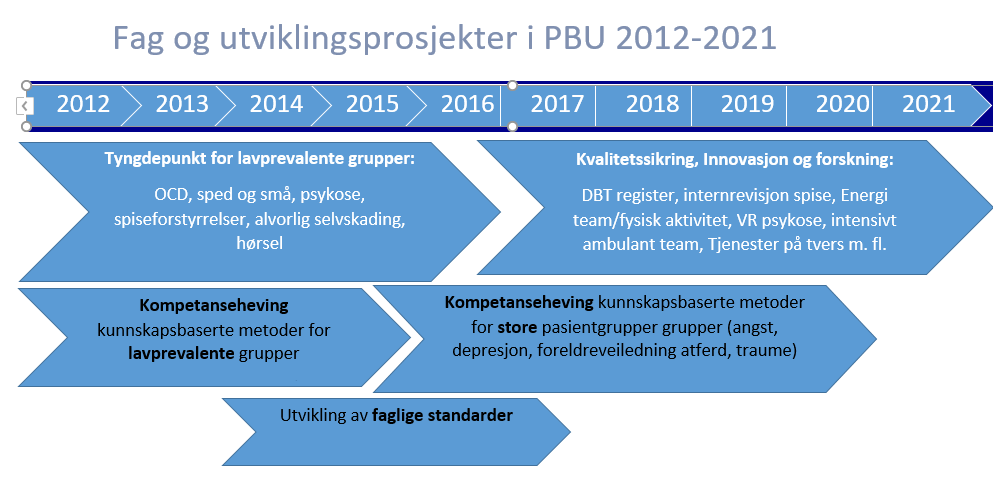 Fag og utviklingsprosjekter i PBU 2012-2021
2012 2013 2014 2015 2016 2017 2018 2019 2020 2021
Tyngdepunkt for lavprevalente grupper:
OCD, sped og små, psykose,
spiseforstyrrelser, alvorlig selvskading,
hørsel
Kvalitetssikring, Innovasjon og forskning:
DBT register, internrevisjon spise, Energi
team/fysisk aktivitet, VR psykose, intensivt
ambulant team, Tjenester på tvers m. fl.
Kompetanseheving
kunnskapsbaserte metoder for
lavprevalente grupper
Kompetanseheving kunnskapsbaserte metoder
for store pasientgrupper grupper (angst,
depresjon, foreldreveiledning atferd, traume)
Utvikling av faglige standarder